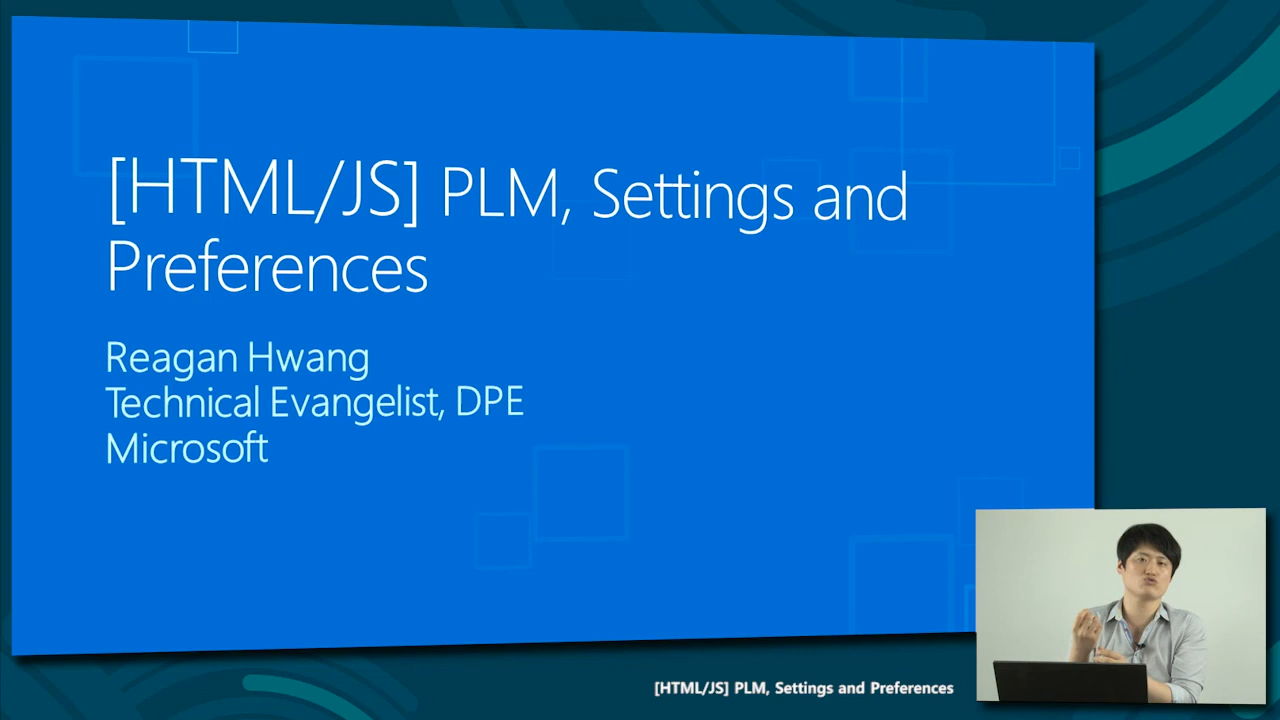 [HTML/JS] PLM, Settings and
Preferences
Reagan Hwang
Technical Evangelist, DPE
Microsoft
[HTML/JS] PLM, Settings and Preferences